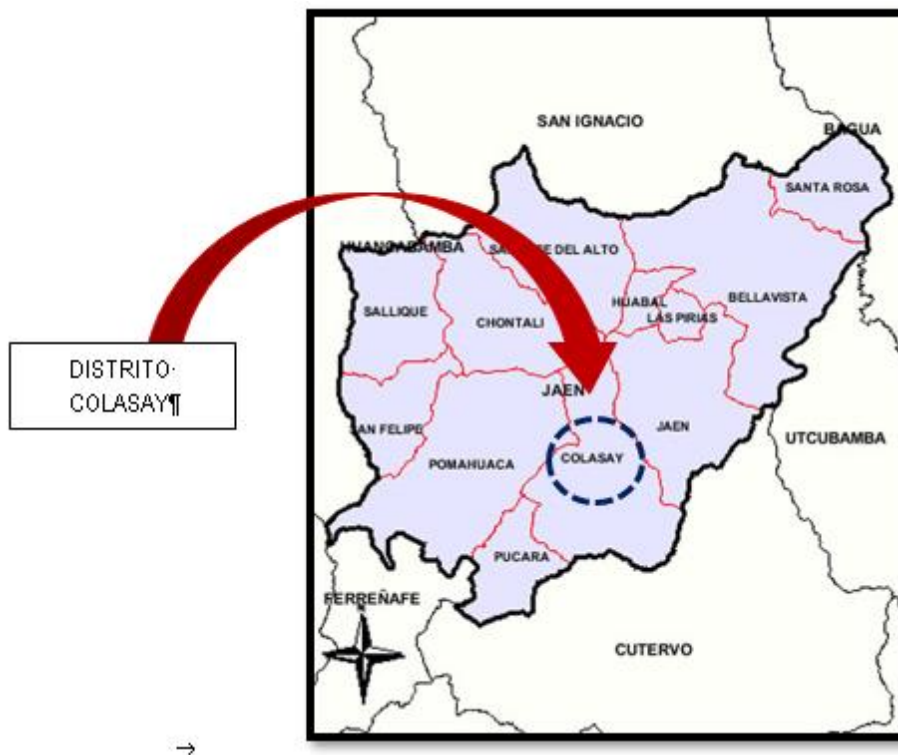 SAN IGNACIO
BAGUA
SANTA ROSA
HUANCABAMBA
DEL ALTO
HUABAL
BELLAVISTA
SALLIQUE
CHONTALI
LAS PIRIAS
DISTRITO·
COLASAY¶
JAEN
SAN FELIPE
JAEN
UTCUBAMBA
POMAHUACA
COLASAY
PUCARA
FERREÑAFE
CUTERVO
→